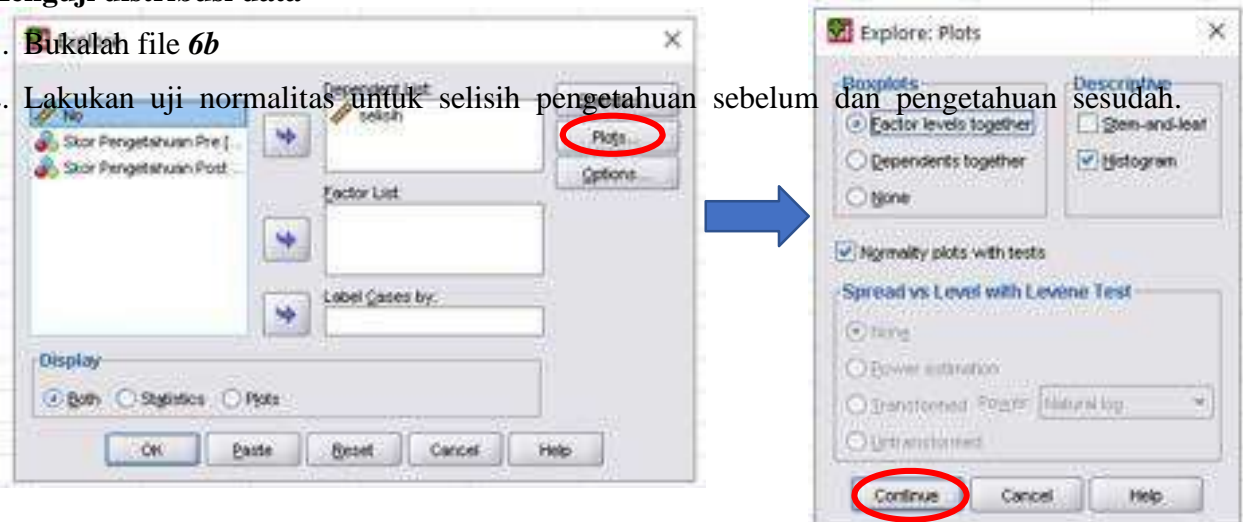 menguji distribusi data
. Bukalah file 6b
. Lakukan uji normalitas untuk selisih pengetahuan sebelum dan pengetahuan sesudah.
Dependent List:
No
selisih
Skor Pengetahuan Pre [...
Skor Pengetahuan Post ...
Plots...
Options...
Factor List:
Label Cases by:
Display
Both Statistics Plots
OK Paste Reset Cancel Help
Explore: Plots
Boxplots
Descriptive
Factor levels together
Stem-and-leaf
Dependents together
Histogram
None
Normality plots with tests
Spread vs Level with Levene Test
None
Power estimation
Transformed Power: Natural log
Untransformed
Continue Cancel Help